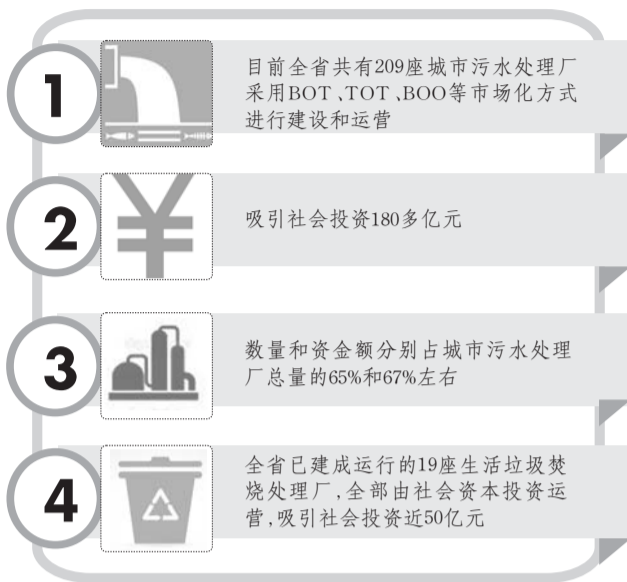 1
目前全省共有209座城市污水处理厂
采用BOT、TOT、BOO等市场化方式
进行建设和运营
2
吸引社会投资180多亿元
3
数量和资金额分别占城市污水处理
厂总量的65%和67%左右
4
全省已建成运行的19座生活垃圾焚
烧处理厂,全部由社会资本投资运
营,吸引社会投资近50亿元